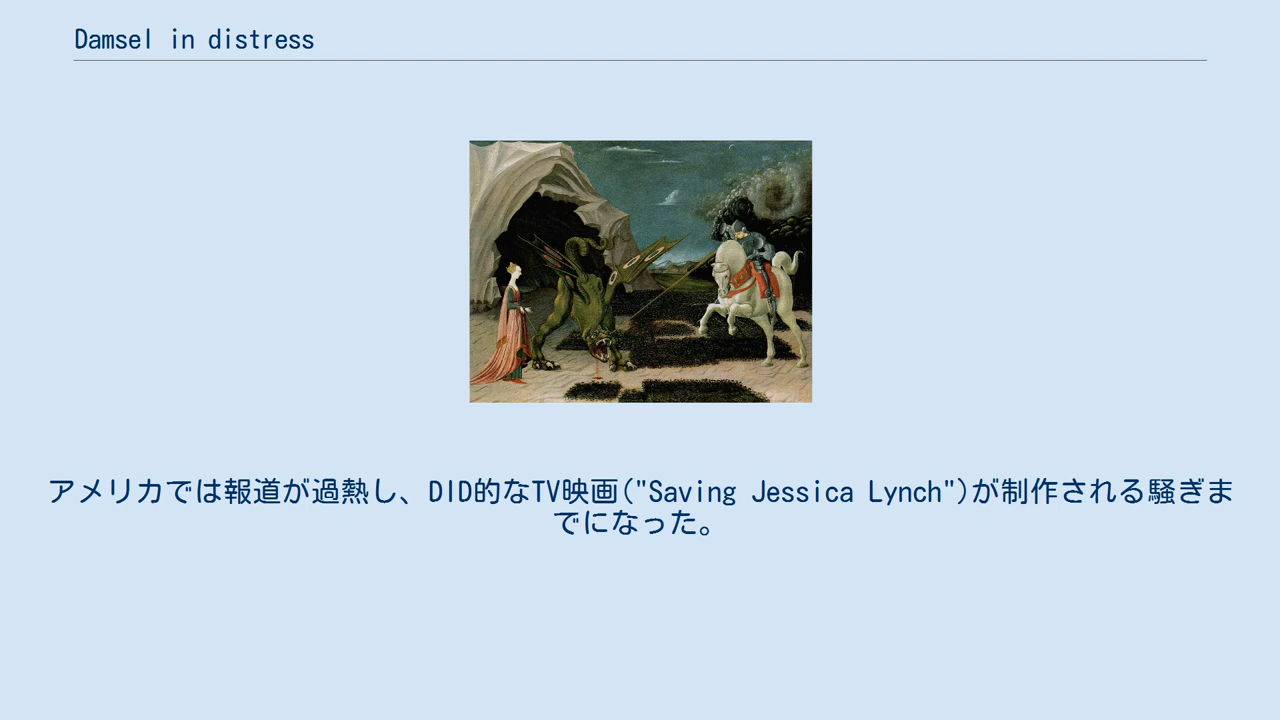 Damsel in distress
アメリカでは報道が過熱し、DID的なTV映画("Saving Jessica Lynch")が制作される騒ぎま
でになった。